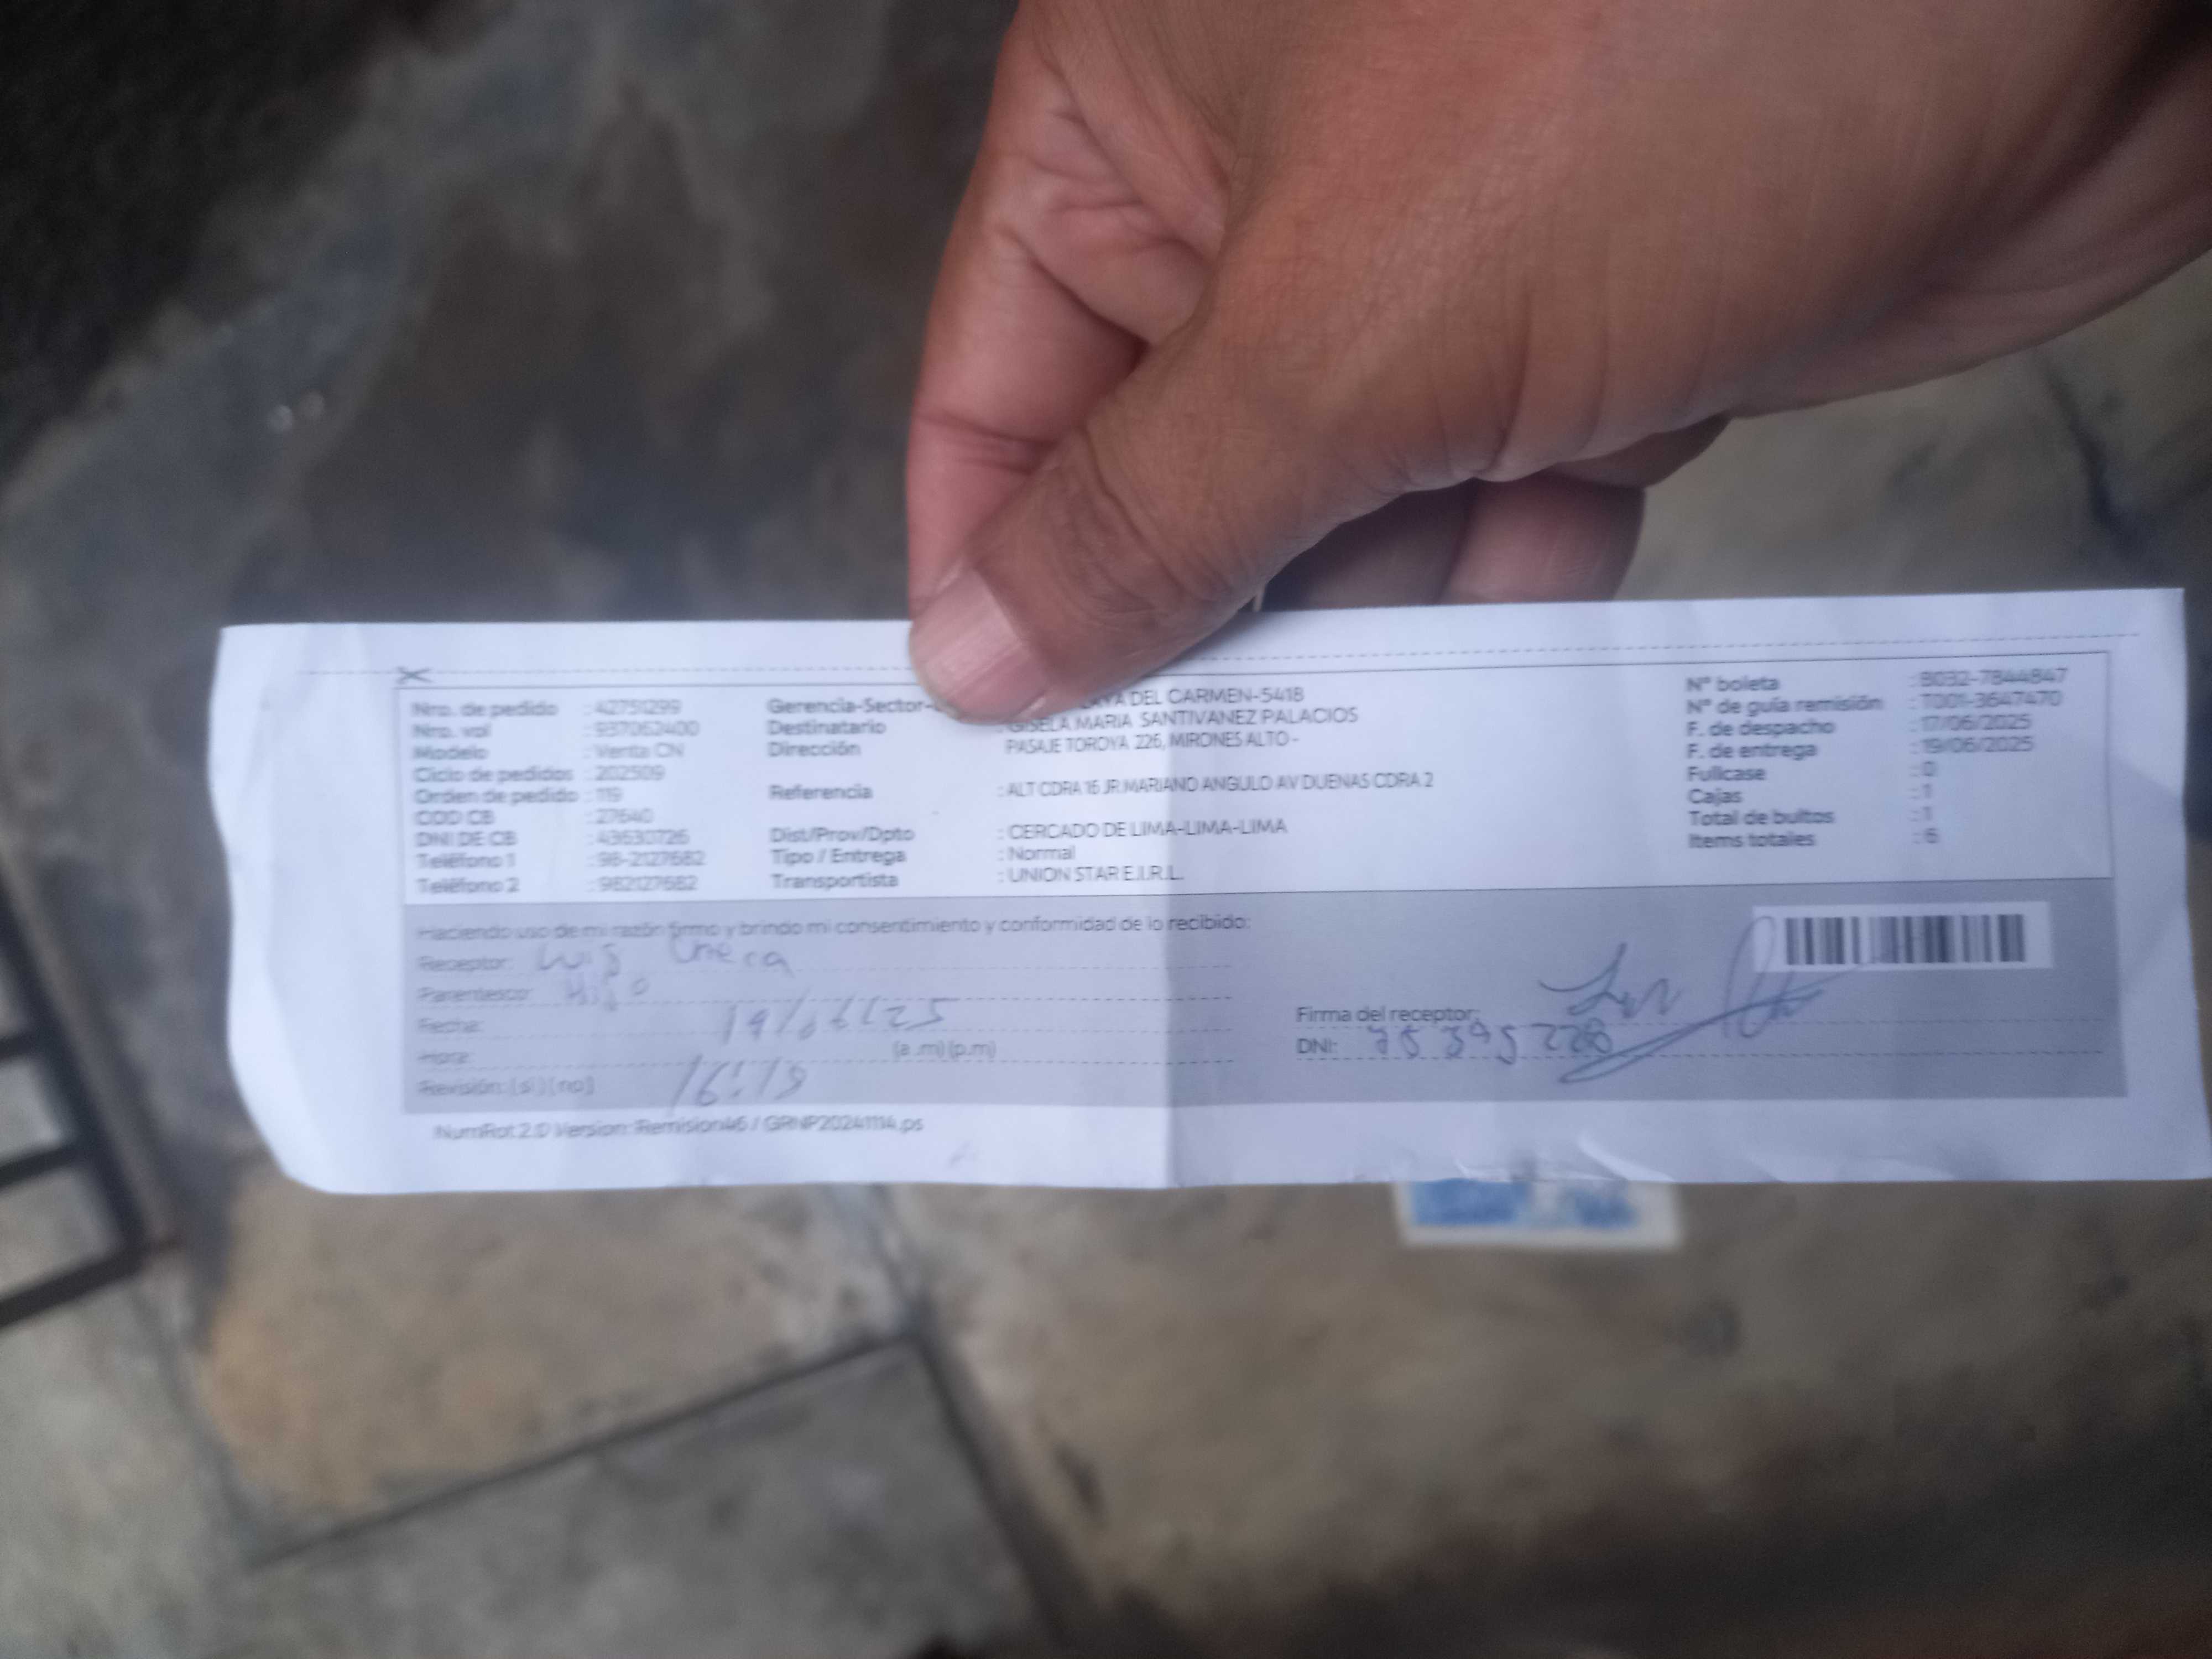 Nro. de pedido : 42751299
Nro. vol : 937062400
Modelo : Venta CN
Ciclo de pedidos : 202509
Orden de pedido : 119
COD CB : 27640
DNI DE CB : 43630726
Teléfono 1 : 98-2127682
Teléfono 2 : 982127682
Gerencia-Sector- DEL CARMEN-5418
Destinatario : GISELA MARIA SANTIVANEZ PALACIOS
Dirección PASAJE TOROYA 226, MIRONES ALTO -
Referencia : ALT CDRA 16 JR.MARIANO ANGULO AV DUENAS CDRA 2
Dist/Prov/Dpto : CERCADO DE LIMA-LIMA-LIMA
Tipo / Entrega : Normal
Transportista : UNION STAR E.I.R.L.
N° boleta : B032-7844847
N° de guía remisión : T001-3647470
F. de despacho : 17/06/2025
F. de entrega : 19/06/2025
Fullcase : 0
Cajas : 1
Total de bultos : 1
Items totales : 6
Haciendo uso de mi razón firmo y brindo mi consentimiento y conformidad de lo recibido:
Receptor: Luis
Parentesco: Hijo
Fecha: 19/06/25
Hora: (a .m) (p.m)
Revisión: (si) (no) 16:19
Firma del receptor:
DNI: 75395228
NumRot 2.0 Version: Remision46 / GRNP20241114.ps